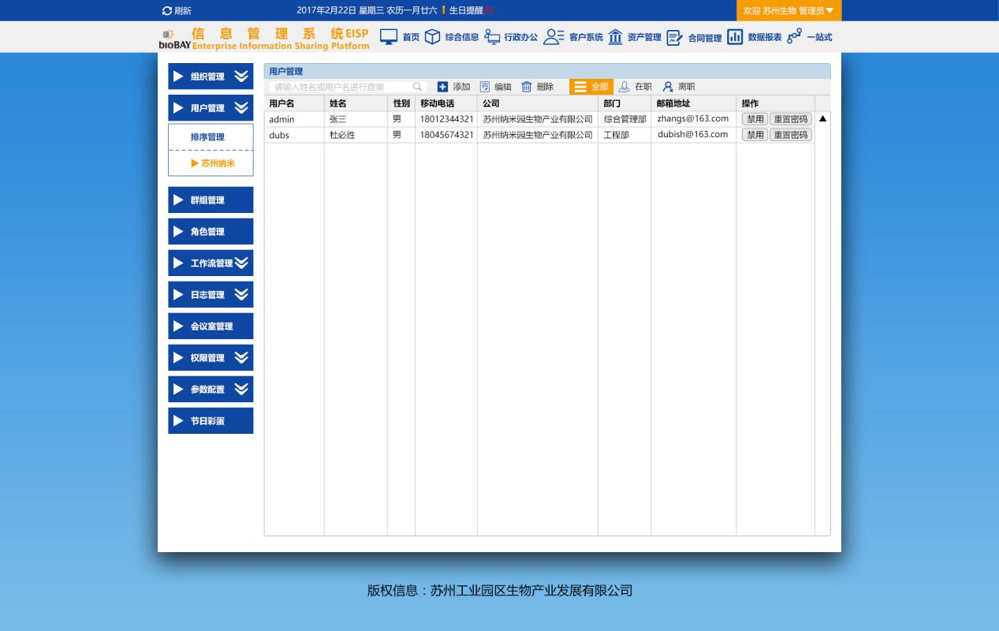 刷新 2017年2月22日 星期三 农历一月廿六 生日提醒[0] 欢迎 苏州生物 管理员
bioBAY 信息管理系统EISP
Enterprise Information Sharing Platform
首页 综合信息 行政办公 客户系统 资产管理 合同管理 数据报表 一站式
组织管理
用户管理
排序管理
苏州纳米
群组管理
角色管理
工作流管理
日志管理
会议室管理
权限管理
参数配置
节日彩蛋
用户管理
请输入姓名或用户名进行查询 添加 编辑 删除 全部 在职 离职
用户名 姓名 性别 移动电话 公司 部门 邮箱地址 操作
admin 张三 男 18012344321 苏州纳米园生物产业有限公司 综合管理部 zhangs@163.com 禁用 重置密码
dubs 杜必胜 男 18045674321 苏州纳米园生物产业有限公司 工程部 dubish@163.com 禁用 重置密码
版权信息：苏州工业园区生物产业发展有限公司